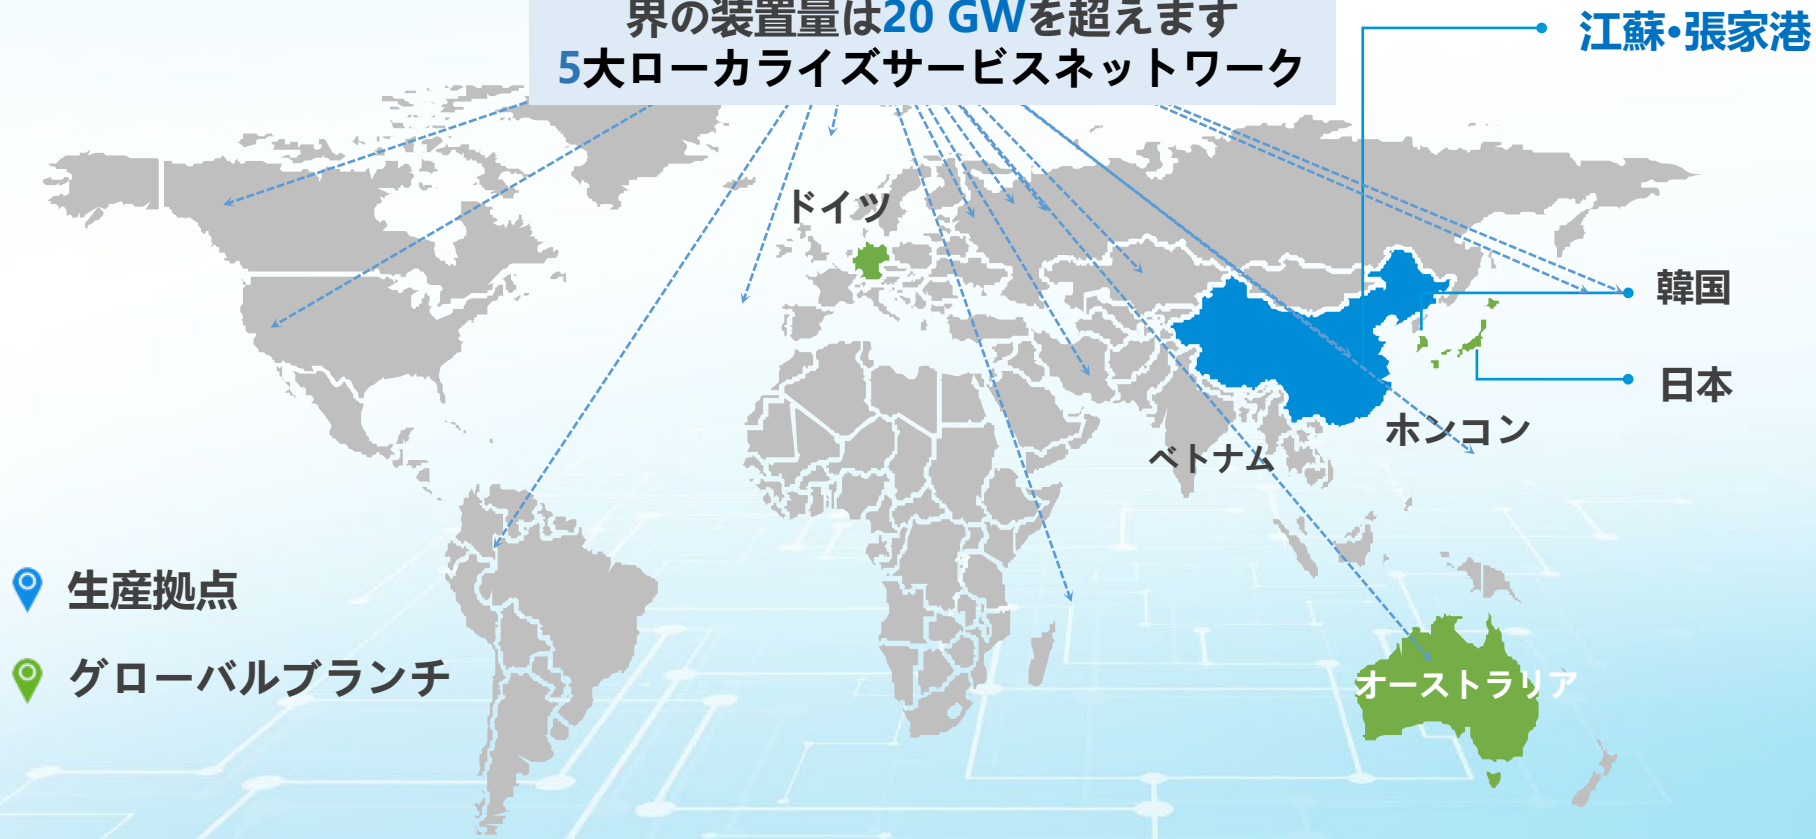 界の装置量は20 GWを超えます
5大ローカライズサービスネットワーク
江蘇•張家港
ドイツ
韓国
日本
ホンコン
ベトナム
生産拠点
グローバルブランチ
オーストラリア